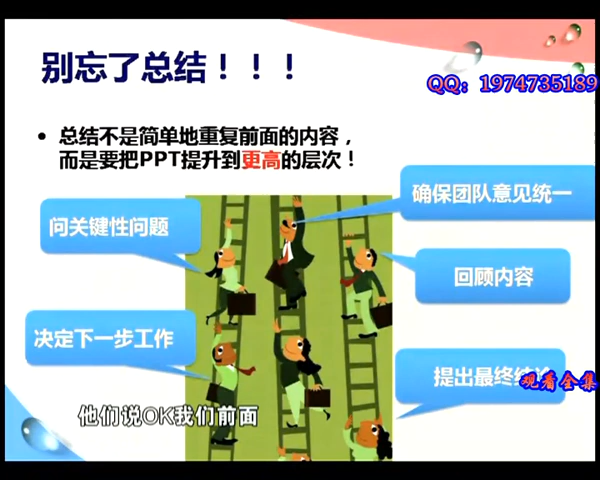 别忘了总结！！！
QQ：1974735189
• 总结不是简单地重复前面的内容，
而是要把PPT提升到更高的层次！
确保团队意见统一
问关键性问题
回顾内容
决定下一步工作
提出最终结
观看全集
他们说OK我们前面